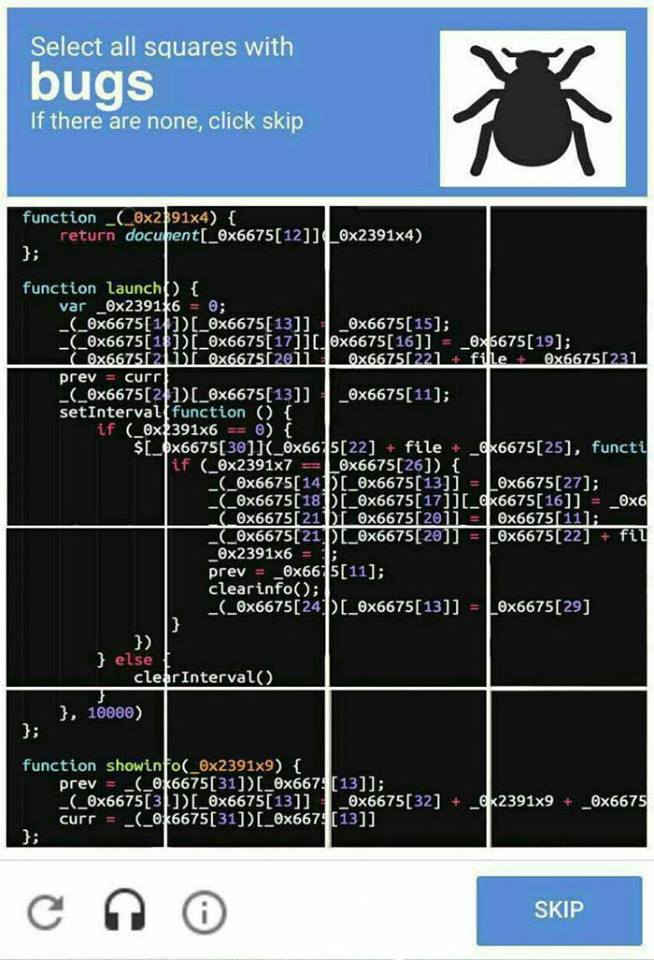 Select all squares with
bugs
If there are none, click skip
function _(_0x2391x4) {
return document[_0x6675[12]](_0x2391x4)
};
function launch() {
var _0x2391x6 = 0;
_(_0x6675[14])[_0x6675[13]] = _0x6675[15];
_(_0x6675[18])[_0x6675[17]][_0x6675[16]] = _0x6675[19];
_(_0x6675[21])[_0x6675[20]] = _0x6675[22] + file + _0x6675[23]
prev = curr;
_(_0x6675[24])[_0x6675[13]] = _0x6675[11];
setInterval(function () {
if (_0x2391x6 == 0) {
$[_0x6675[30]](_0x6675[22] + file + _0x6675[25], functi
if (_0x2391x7 == _0x6675[26]) {
_(_0x6675[14])[_0x6675[13]] = _0x6675[27];
_(_0x6675[18])[_0x6675[17]][_0x6675[16]] = _0x6
_(_0x6675[21])[_0x6675[20]] = _0x6675[11];
_(_0x6675[21])[_0x6675[20]] = _0x6675[22] + fil
_0x2391x6 = ;
prev = _0x6675[11];
clearinfo();
_(_0x6675[24])[_0x6675[13]] = _0x6675[29]
}
})
} else {
clearInterval()
}
}, 10000)
};
function showinfo(_0x2391x9) {
prev = _(_0x6675[31])[_0x6675[13]];
_(_0x6675[31])[_0x6675[13]] = _0x6675[32] + _0x2391x9 + _0x6675
curr = _(_0x6675[31])[_0x6675[13]]
};
SKIP